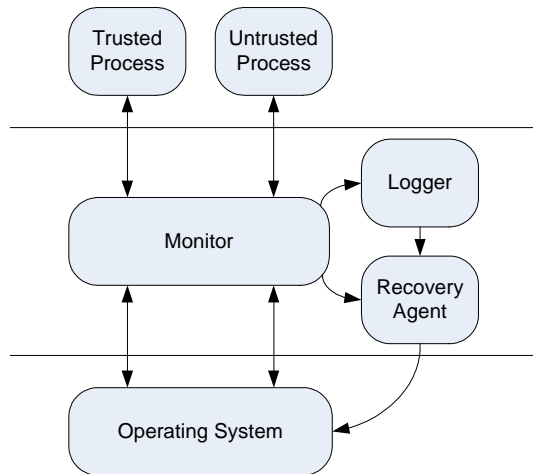 Trusted
Process
Untrusted
Process
Logger
Monitor
Recovery
Agent
Operating System